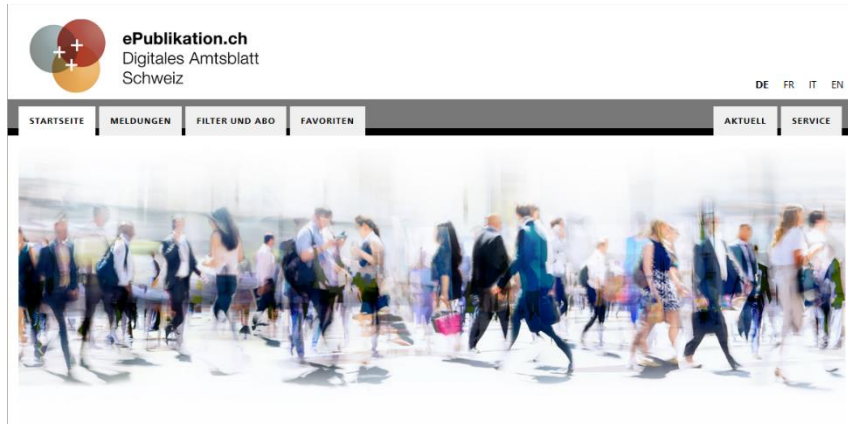 ePublikation.ch
Digitales Amtsblatt
Schweiz
DE FR IT EN
STARTSEITE MELDUNGEN FILTER UND ABO FAVORITEN AKTUELL SERVICE